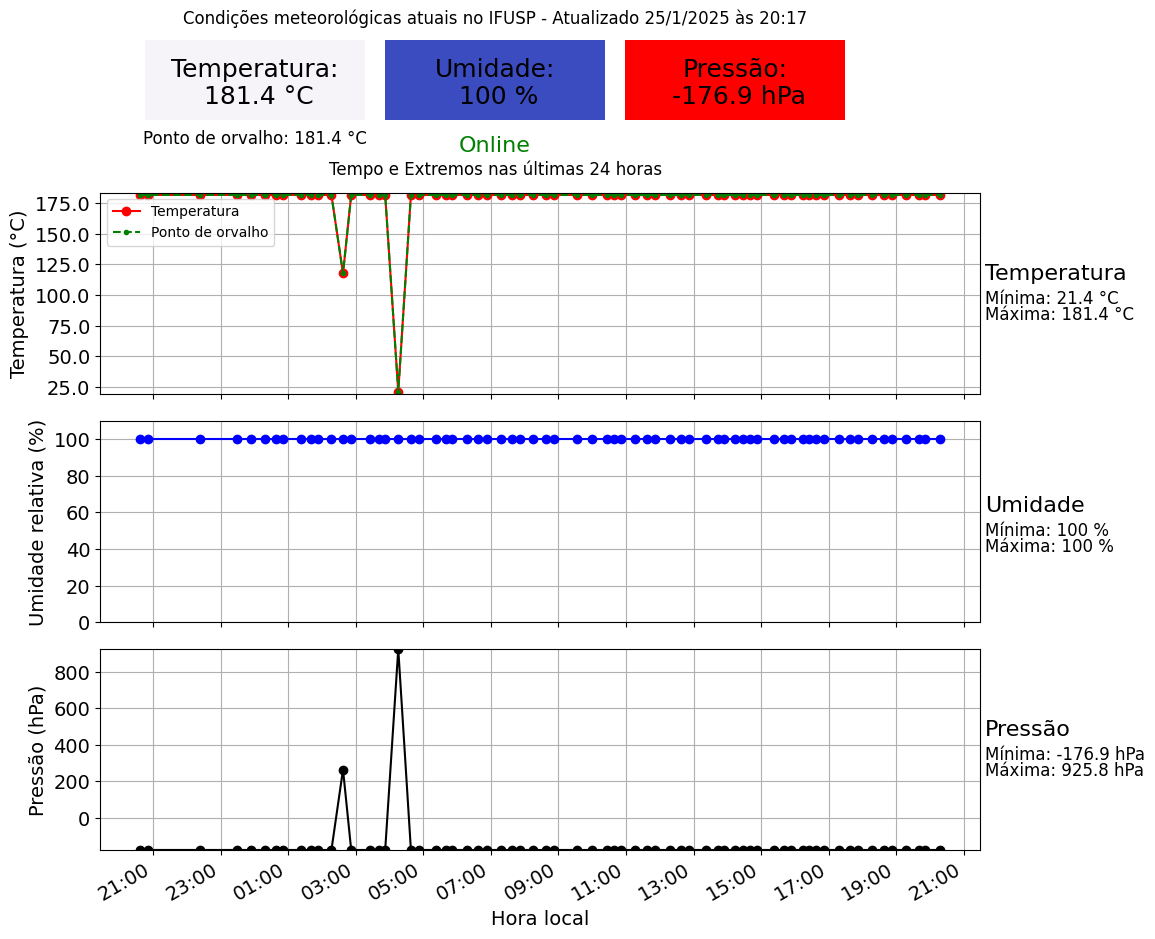 Condições meteorológicas atuais no IFUSP - Atualizado 25/1/2025 às 20:17
Temperatura:
181.4 °C
Umidade:
100 %
Pressão:
-176.9 hPa
Ponto de orvalho: 181.4 °C
Online
Tempo e Extremos nas últimas 24 horas
Temperatura (°C)
175.0
150.0
125.0
100.0
75.0
50.0
25.0
Temperatura
Ponto de orvalho
Temperatura
Mínima: 21.4 °C
Máxima: 181.4 °C
Umidade relativa (%)
100
80
60
40
20
0
Umidade
Mínima: 100 %
Máxima: 100 %
Pressão (hPa)
800
600
400
200
0
Pressão
Mínima: -176.9 hPa
Máxima: 925.8 hPa
21:00
23:00
01:00
03:00
05:00
07:00
09:00
11:00
13:00
15:00
17:00
19:00
21:00
Hora local